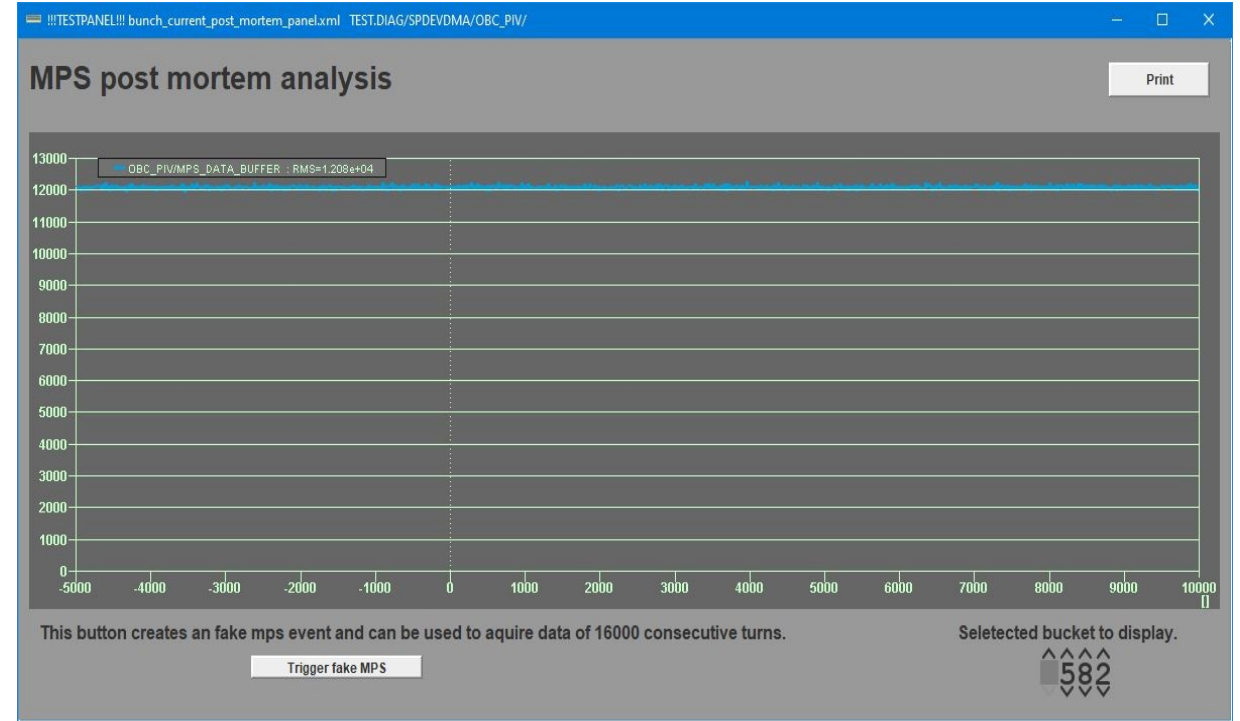 !!!TESTPANEL!!! bunch_current_post_mortem_panel.xml TEST.DIAG/SPDEVDMA/OBC_PIV/
MPS post mortem analysis
Print
13000
OBC_PIV/MPS_DATA_BUFFER : RMS=1.208e+04
12000
11000
10000
9000
8000
7000
6000
5000
4000
3000
2000
1000
0
-5000 -4000 -3000 -2000 -1000 0 1000 2000 3000 4000 5000 6000 7000 8000 9000 10000
[]
This button creates an fake mps event and can be used to aquire data of 16000 consecutive turns.
Seletected bucket to display.
Trigger fake MPS
582